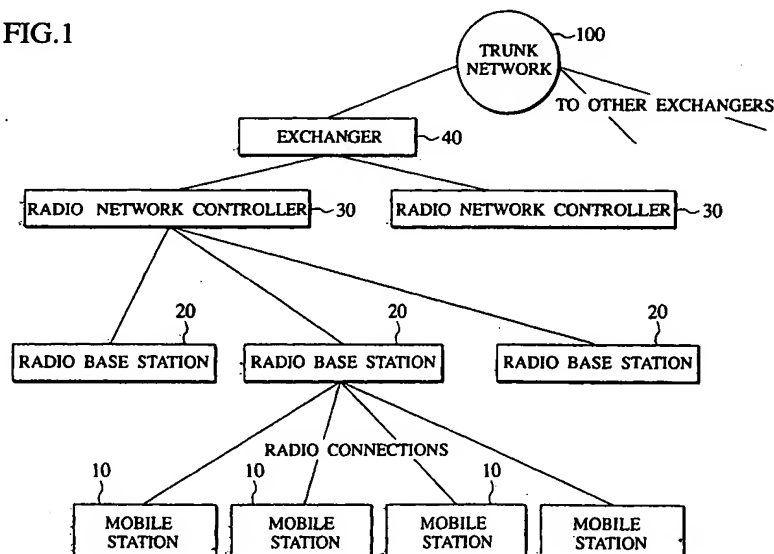 FIG.1
100
TRUNK
NETWORK
TO OTHER EXCHANGERS
EXCHANGER
40
RADIO NETWORK CONTROLLER
30
RADIO NETWORK CONTROLLER
30
20
20
20
RADIO BASE STATION
RADIO BASE STATION
RADIO BASE STATION
RADIO CONNECTIONS
10
10
10
MOBILE
STATION
MOBILE
STATION
MOBILE
STATION
MOBILE
STATION